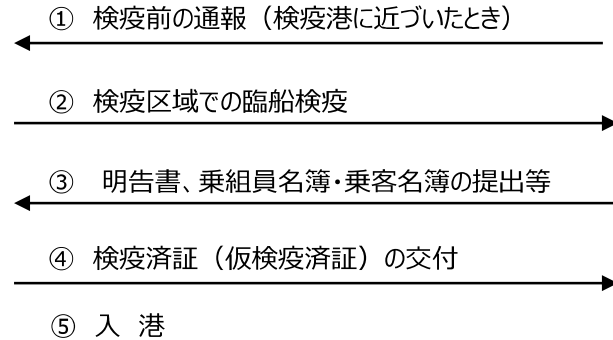 ① 検疫前の通報（検疫港に近づいたとき）
② 検疫区域での臨船検疫
③ 明告書、乗組員名簿・乗客名簿の提出等
④ 検疫済証（仮検疫済証）の交付
⑤ 入 港